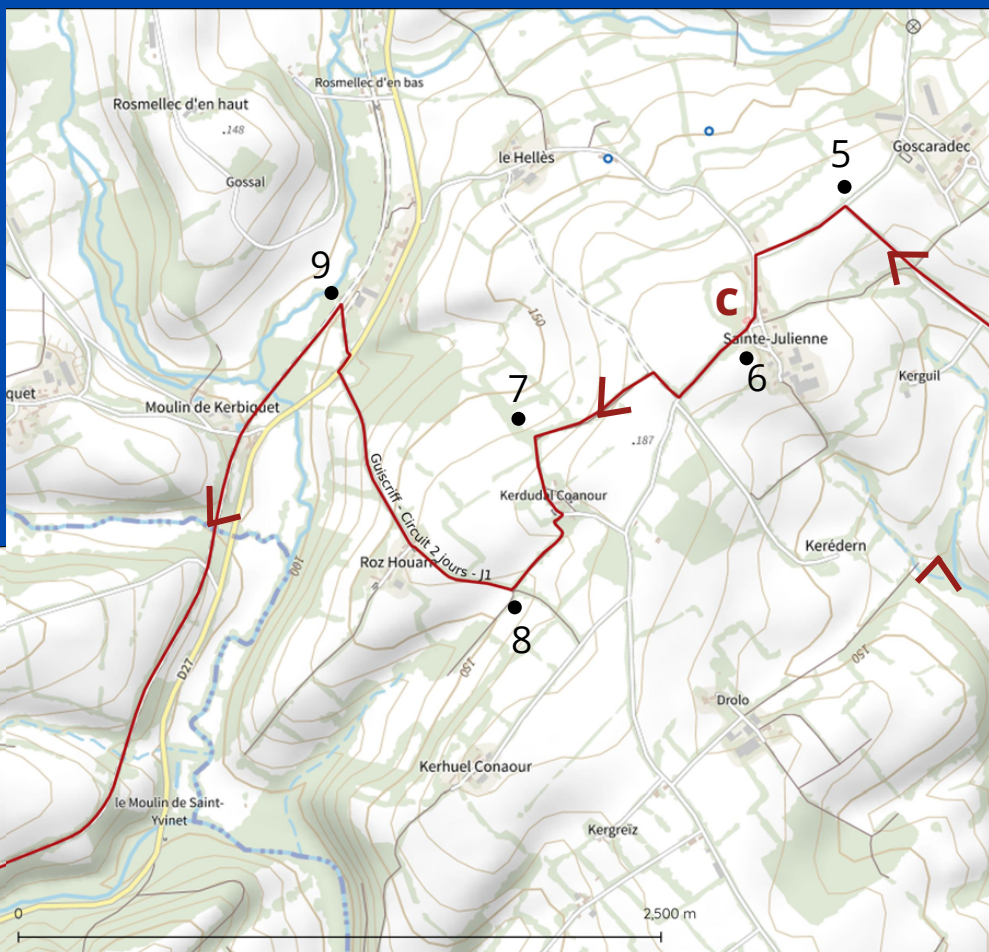 Rosmellec d'en bas
Rosmellec d'en haut
.148
Gossal
le Hellès
Goscaradec
5
9
150
c
Sainte-Julienne
6
Kerguil
7
quet
Moulin de Kerbiquet
.187
Guiscriff - Circuit 2 jours - J1
Kerdudal Coanour
Kerédern
Roz Houarn
100
8
150
150
D27
Drolo
Kerhuel Conaour
le Moulin de Saint-
Yvinet
Kergreïz
0
2,500 m